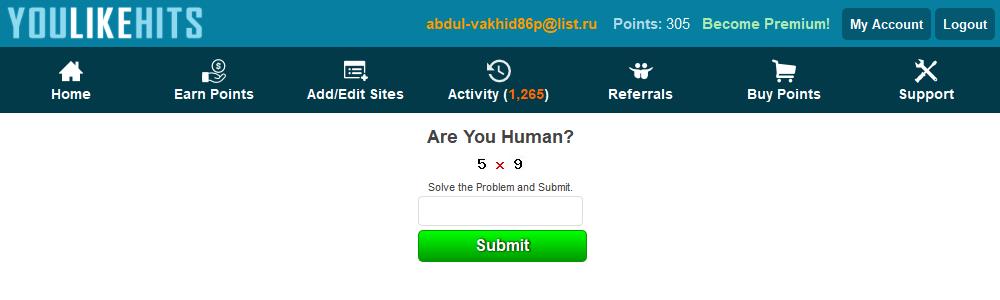 YOULIKEHITS
abdul-vakhid86p@list.ru Points: 305 Become Premium! My Account Logout
Home Earn Points Add/Edit Sites Activity (1,265) Referrals Buy Points Support
Are You Human?
5 x 9
Solve the Problem and Submit.
Submit